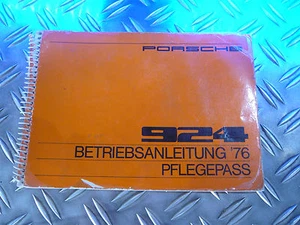 PORSCHE
924
BETRIEBSANLEITUNG '76
PFLEGEPASS